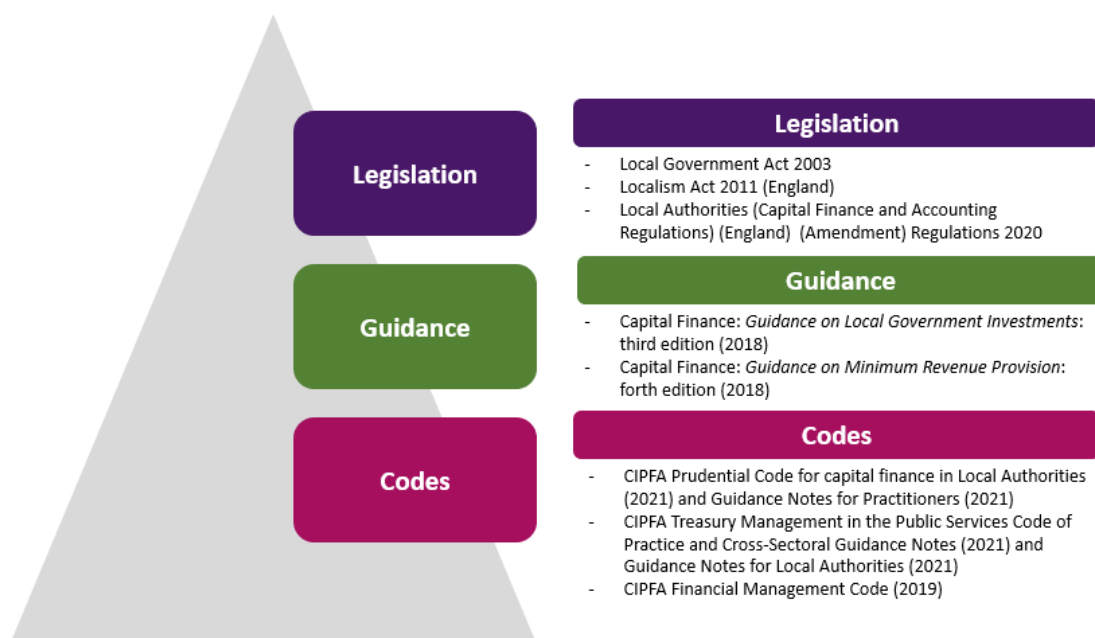 Legislation
Legislation
- Local Government Act 2003
- Localism Act 2011 (England)
- Local Authorities (Capital Finance and Accounting
Regulations) (England)  (Amendment) Regulations 2020
Guidance
Guidance
- Capital Finance: Guidance on Local Government Investments:
third edition (2018)
- Capital Finance: Guidance on Minimum Revenue Provision:
forth edition (2018)
Codes
Codes
- CIPFA Prudential Code for capital finance in Local Authorities
(2021) and Guidance Notes for Practitioners (2021)
- CIPFA Treasury Management in the Public Services Code of
Practice and Cross-Sectoral Guidance Notes (2021) and
Guidance Notes for Local Authorities (2021)
- CIPFA Financial Management Code (2019)